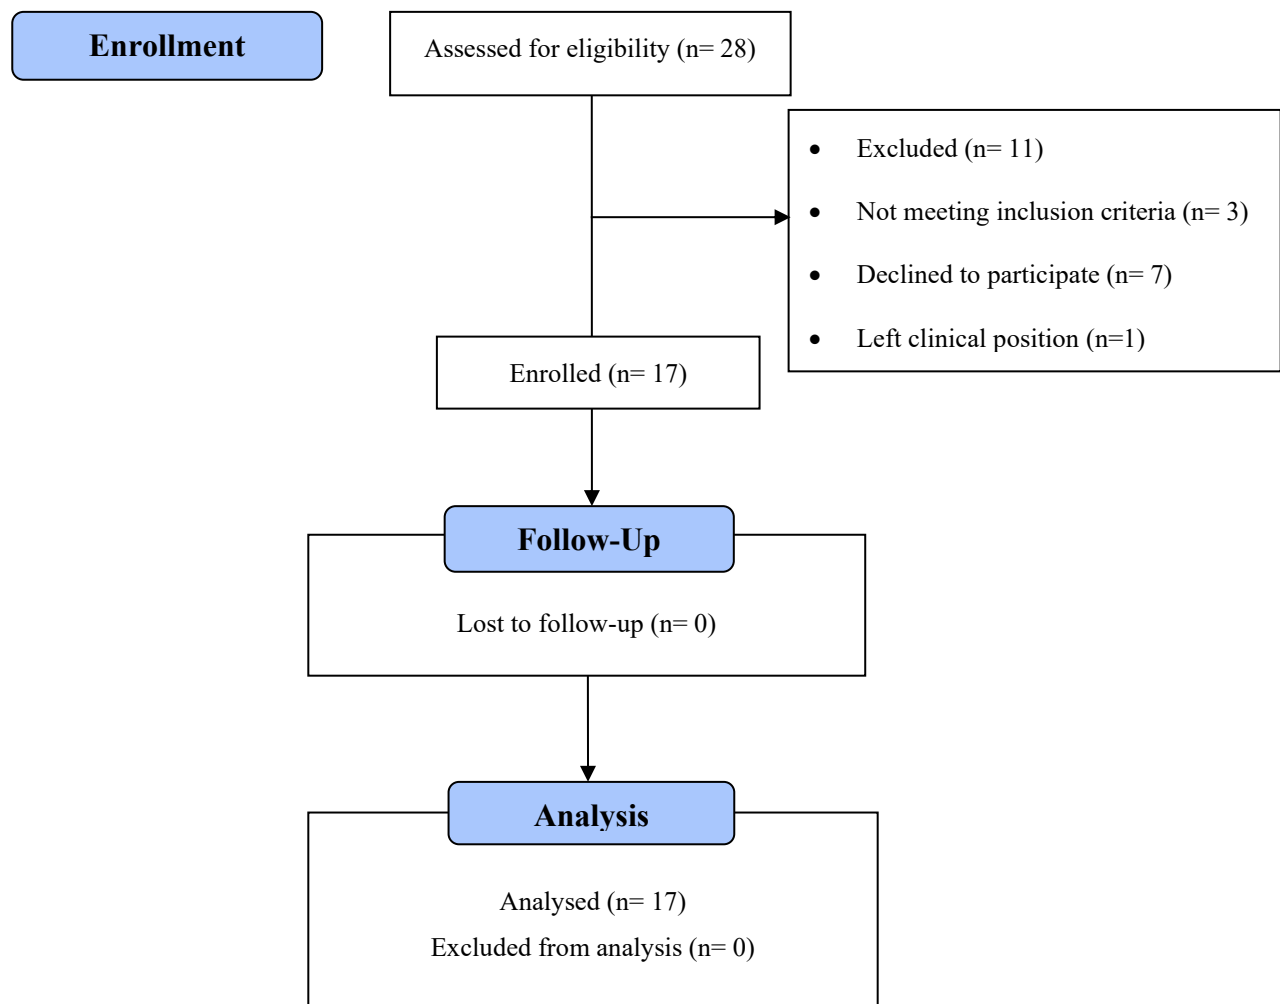 Enrollment
Assessed for eligibility (n= 28)
• Excluded (n= 11)
• Not meeting inclusion criteria (n= 3)
• Declined to participate (n= 7)
• Left clinical position (n=1)
Enrolled (n= 17)
Follow-Up
Lost to follow-up (n= 0)
Analysis
Analysed (n= 17)
Excluded from analysis (n= 0)